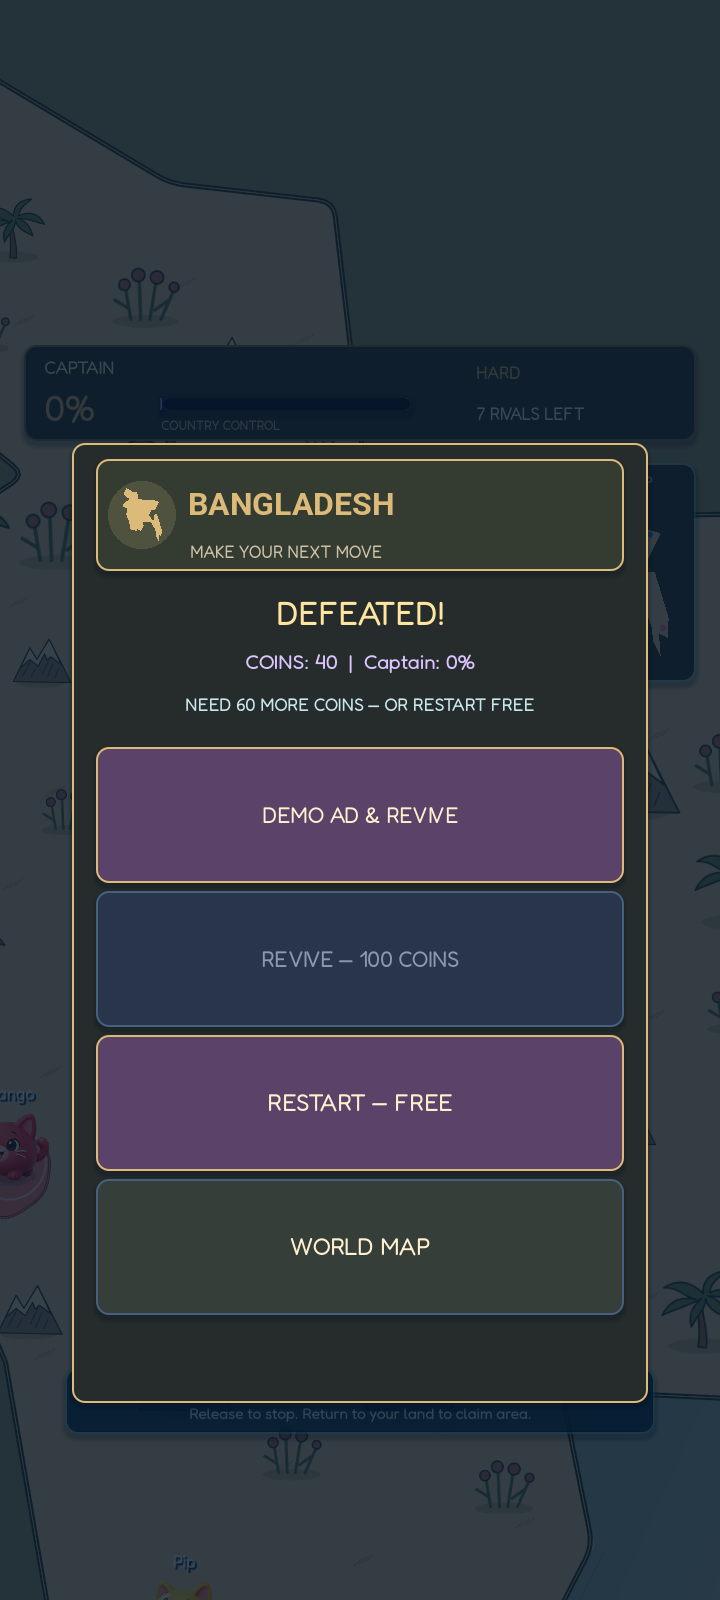 CAPTAIN
HARD
0%
COUNTRY CONTROL
7 RIVALS LEFT
BANGLADESH
MAKE YOUR NEXT MOVE
DEFEATED!
COINS: 40 | Captain: 0%
NEED 60 MORE COINS — OR RESTART FREE
DEMO AD & REVIVE
REVIVE — 100 COINS
RESTART — FREE
ango
WORLD MAP
Release to stop. Return to your land to claim area.
Pip